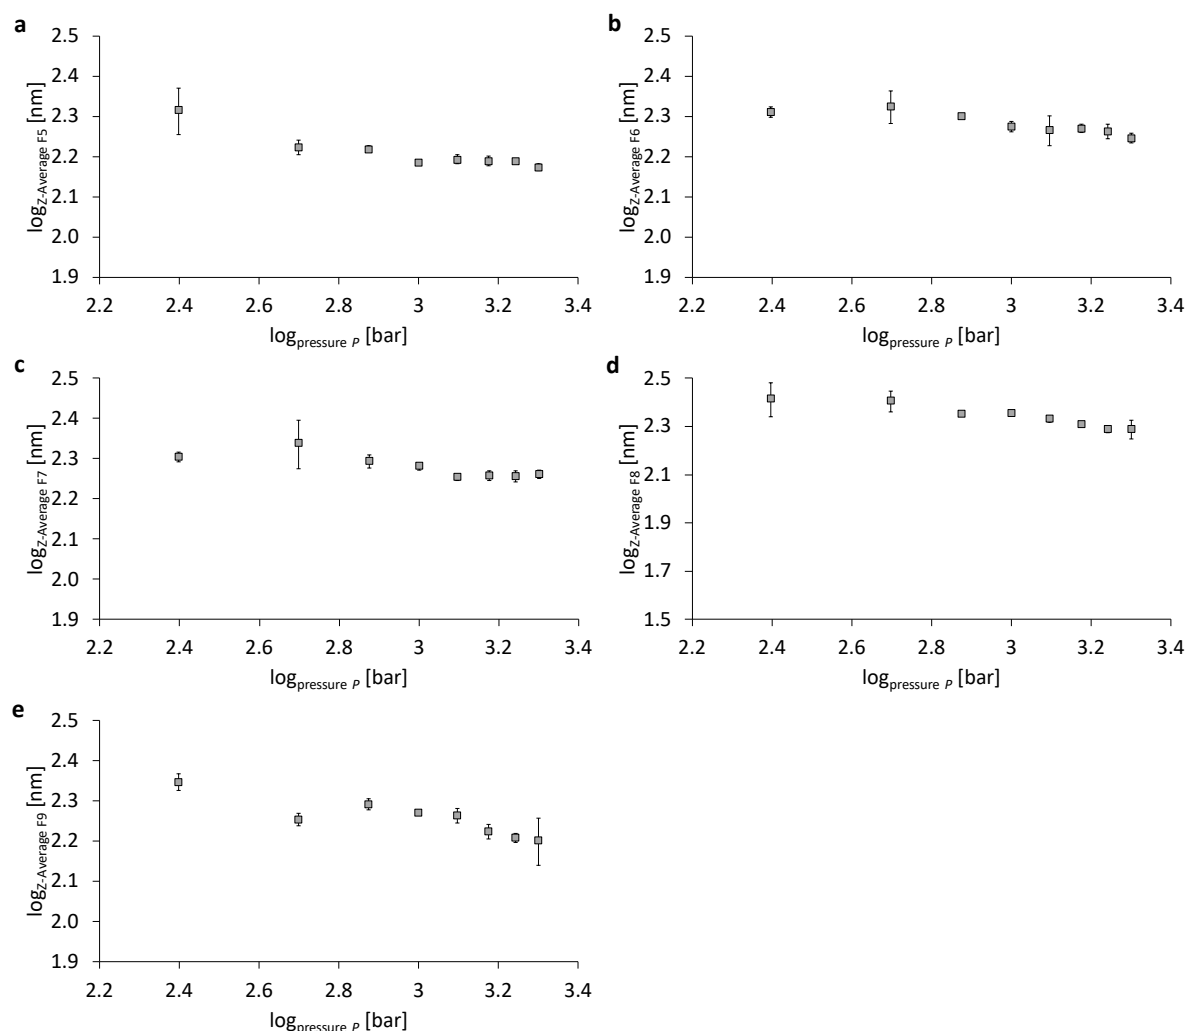 a
2.5
2.4
2.3
2.2
2.1
2.0
1.9
log Z-Average F5 [nm]
2.2 2.4 2.6 2.8 3 3.2 3.4
log pressure P [bar]
b
2.5
2.4
2.3
2.2
2.1
2.0
1.9
log Z-Average F6 [nm]
2.2 2.4 2.6 2.8 3 3.2 3.4
log pressure P [bar]
c
2.5
2.4
2.3
2.2
2.1
2.0
1.9
log Z-Average F7 [nm]
2.2 2.4 2.6 2.8 3 3.2 3.4
log pressure P [bar]
d
2.5
2.3
2.1
1.9
1.7
1.5
log Z-Average F8 [nm]
2.2 2.4 2.6 2.8 3 3.2 3.4
log pressure P [bar]
e
2.5
2.4
2.3
2.2
2.1
2.0
1.9
log Z-Average F9 [nm]
2.2 2.4 2.6 2.8 3 3.2 3.4
log pressure P [bar]